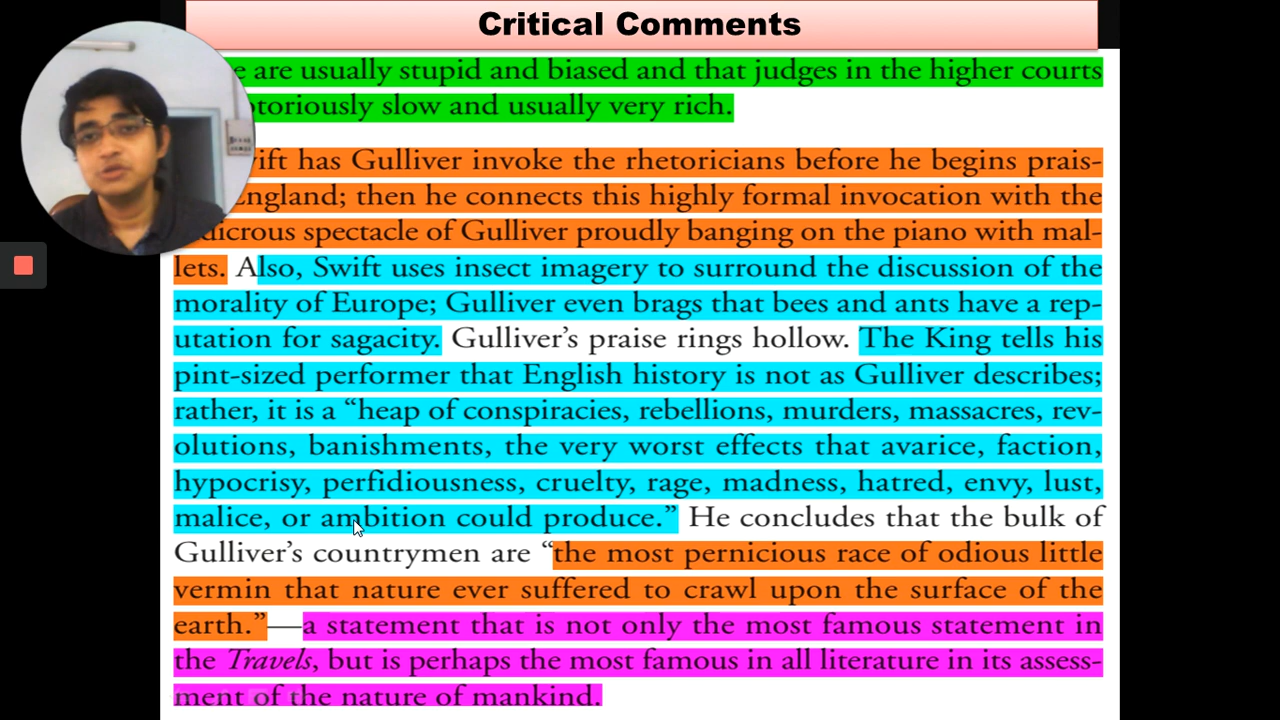 Critical Comments
are usually stupid and biased and that judges in the higher courts
slow and usually very rich.
has Gulliver invoke the rhetoricians before he begins prais-
England; then he connects this highly formal invocation with the
spectacle of Gulliver proudly banging on the piano with mal-
lets. Also, Swift uses insect imagery to surround the discussion of the
morality of Europe; Gulliver even brags that bees and ants have a rep-
utation for sagacity. Gulliver’s praise rings hollow. The King tells his
pint-sized performer that English history is not as Gulliver describes;
rather, it is a “heap of conspiracies, rebellions, murders, massacres, rev-
olutions, banishments, the very worst effects that avarice, faction,
hypocrisy, perfidiousness, cruelty, rage, madness, hatred, envy, lust,
malice, or ambition could produce.” He concludes that the bulk of
Gulliver’s countrymen are “the most pernicious race of odious little
vermin that nature ever suffered to crawl upon the surface of the
earth.”—a statement that is not only the most famous statement in
the Travels, but is perhaps the most famous in all literature in its assess-
ment of the nature of mankind.